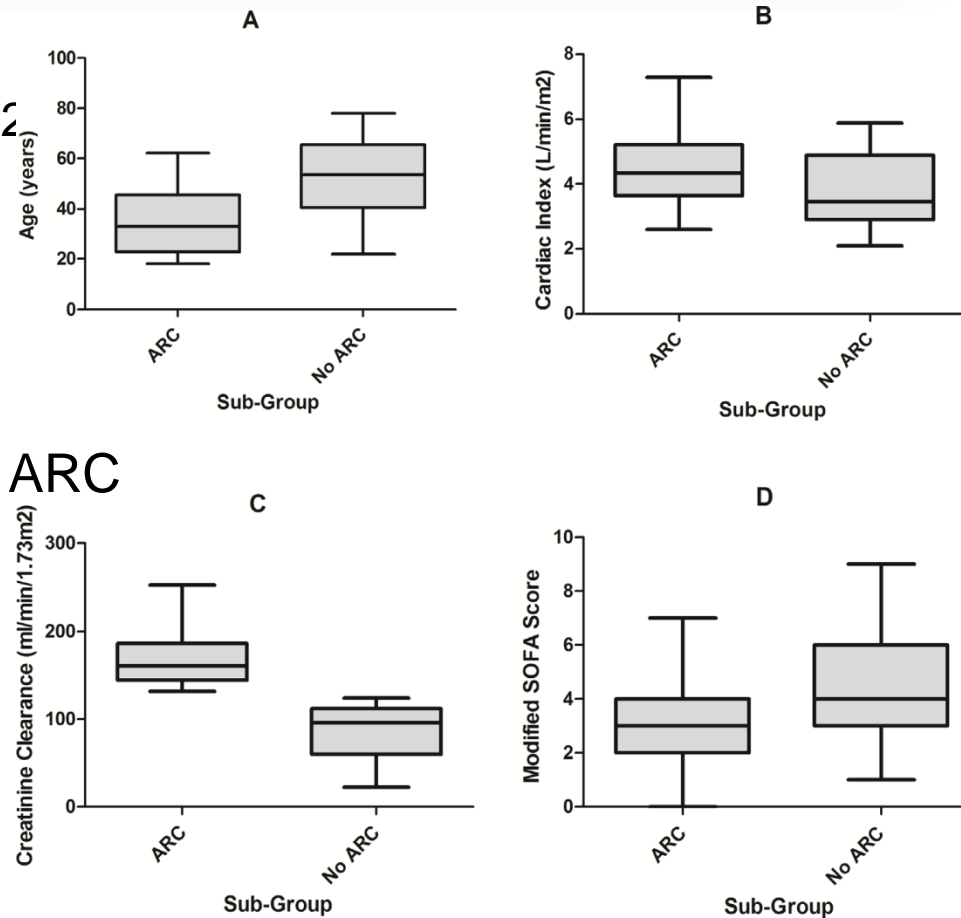 A
100
80
60
40
20
0
Age (years)
ARC
No ARC
Sub-Group
B
8
6
4
2
0
Cardiac Index (L/min/m2)
ARC
No ARC
Sub-Group
ARC
C
300
200
100
0
Creatinine Clearance (ml/min/1.73m2)
ARC
No ARC
Sub-Group
D
10
8
6
4
2
0
Modified SOFA Score
ARC
No ARC
Sub-Group